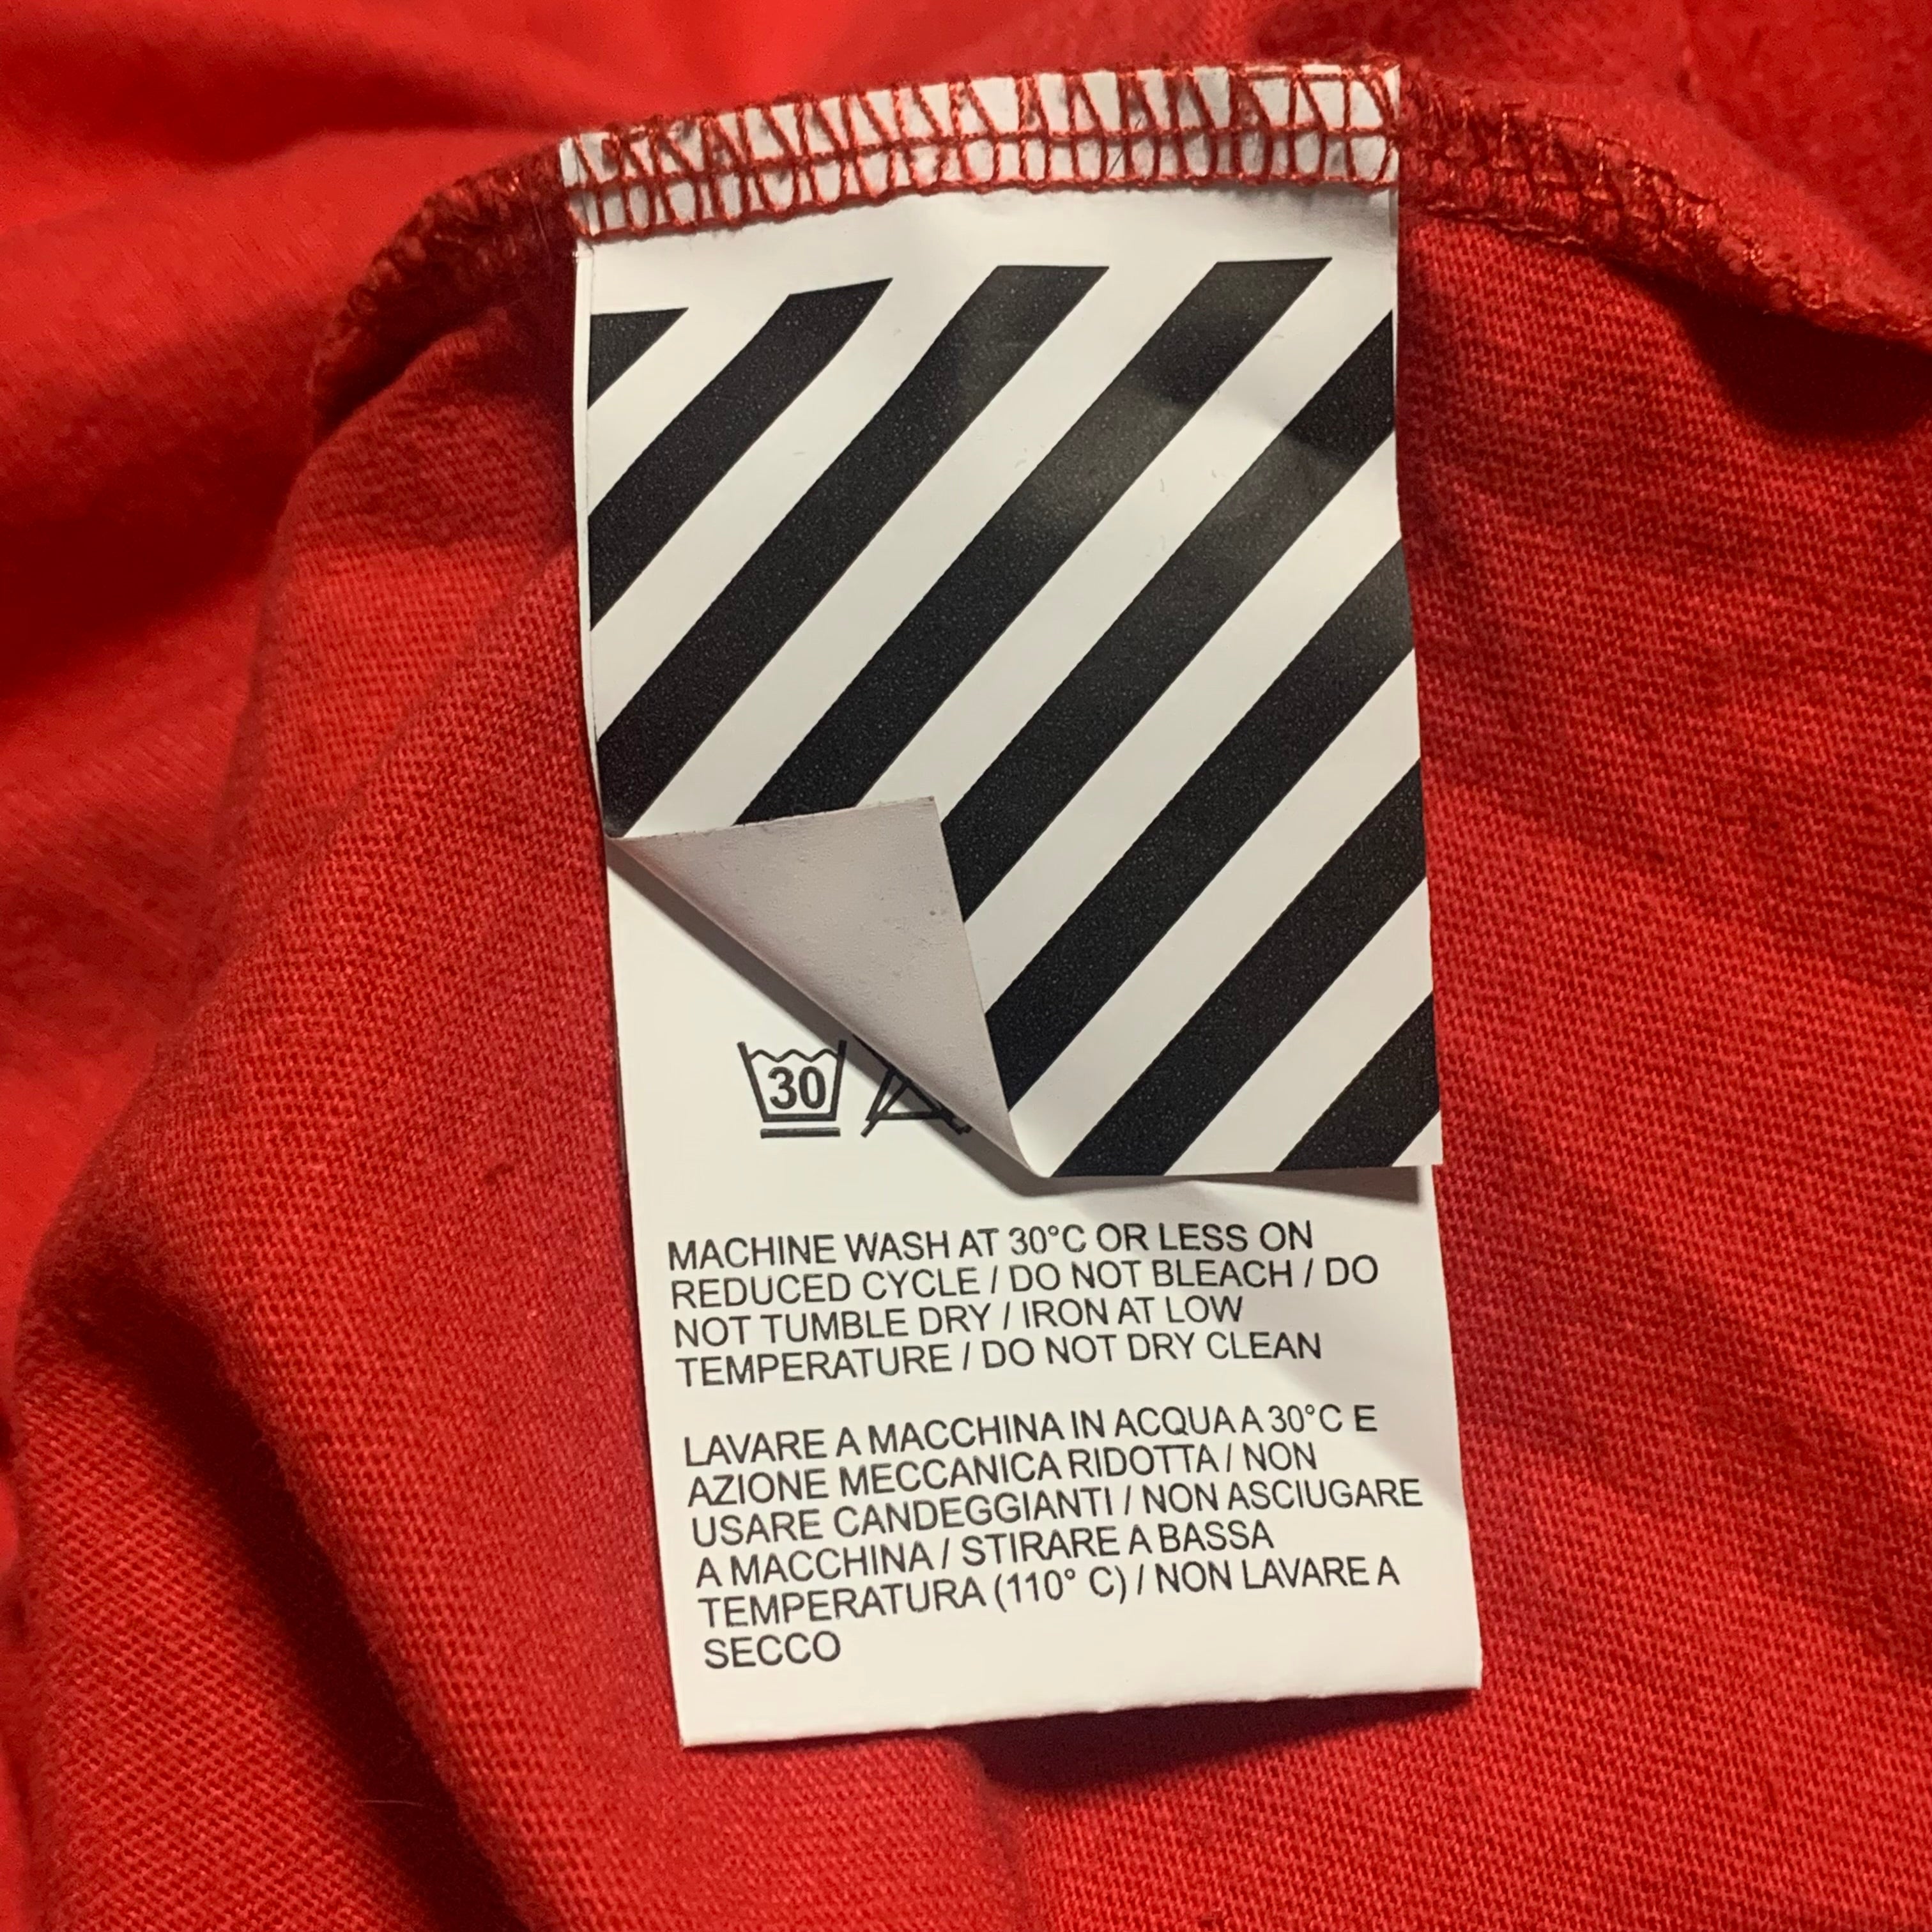 30
MACHINE WASH AT 30°C OR LESS ON
REDUCED CYCLE / DO NOT BLEACH / DO
NOT TUMBLE DRY / IRON AT LOW
TEMPERATURE / DO NOT DRY CLEAN
LAVARE A MACCHINA IN ACQUA A 30°C E
AZIONE MECCANICA RIDOTTA / NON
USARE CANDEGGIANTI / NON ASCIUGARE
A MACCHINA / STIRARE A BASSA
TEMPERATURA (110° C) / NON LAVARE A
SECCO